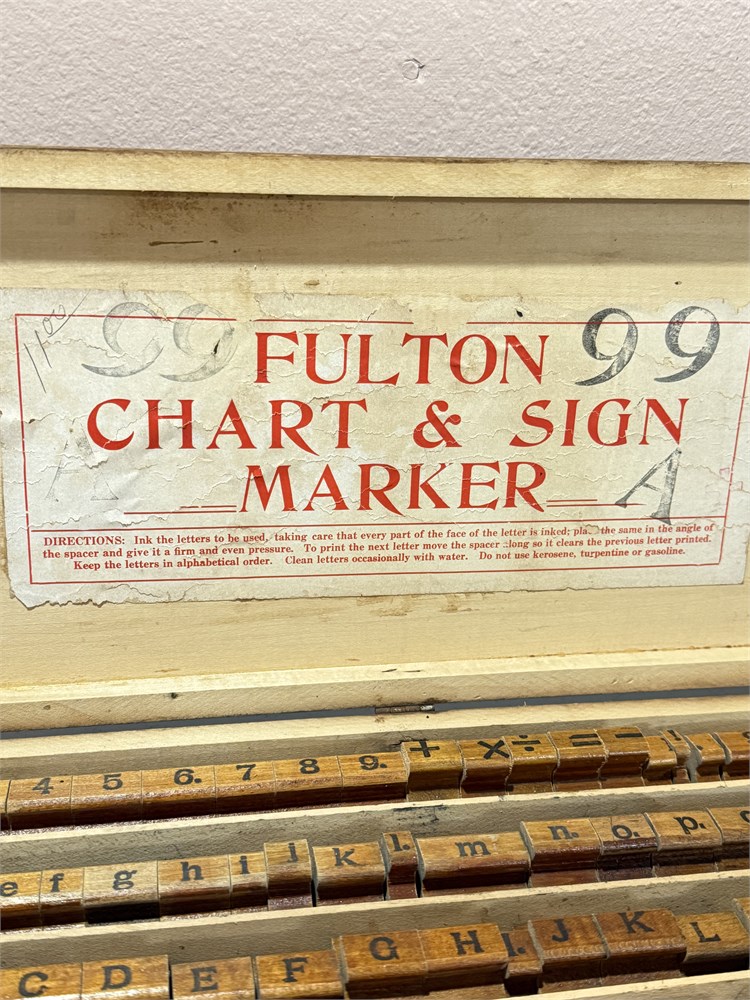 11.00
99 FULTON 99
CHART & SIGN
A MARKER A
DIRECTIONS: Ink the letters to be used, taking care that every part of the face of the letter is inked; the same in the angle of
the spacer and give it a firm and even pressure. To print the next letter move the spacer so it clears the previous letter printed.
Keep the letters in alphabetical order. Clean letters occasionally with water. Do not use kerosene, turpentine or gasoline.
4 5 6. 7 8 9. + × ÷ = −
e f g h i j k l. m n. o. p.
C D E F G H I. J K L